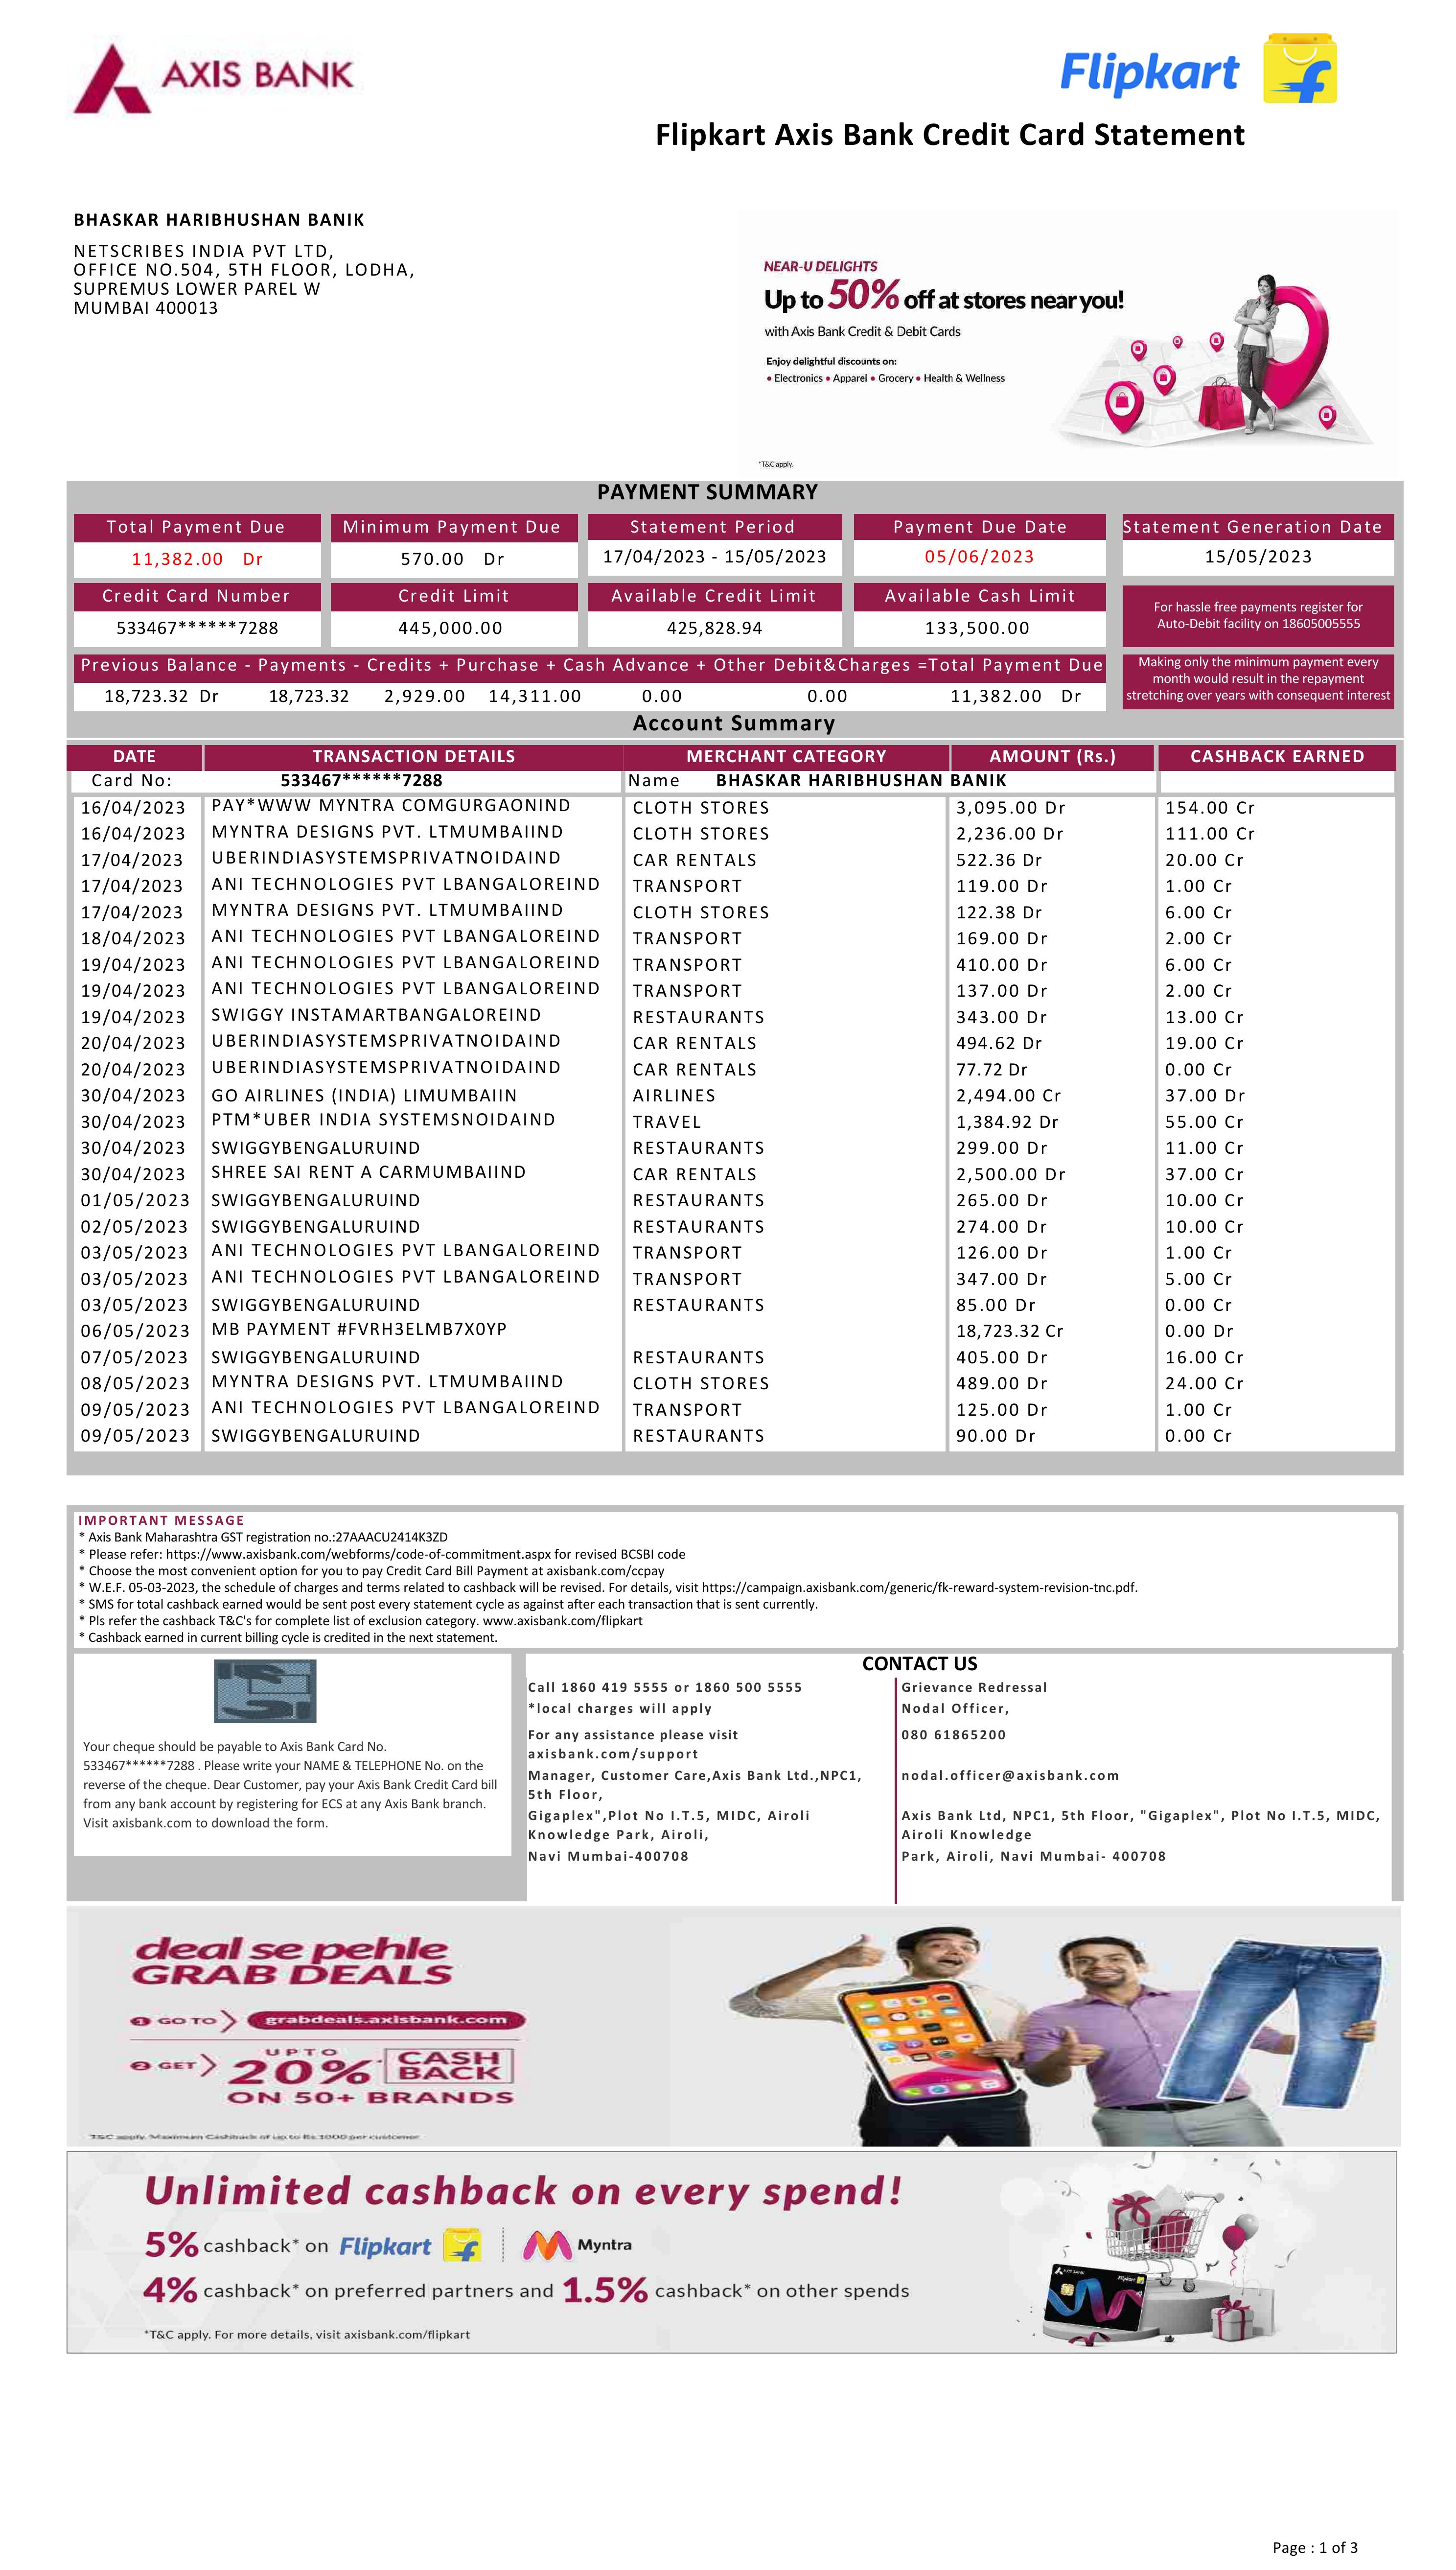 AXIS BANK
Flipkart
Flipkart Axis Bank Credit Card Statement
BHASKAR HARIBHUSHAN BANIK
NETSCRIBES INDIA PVT LTD,
OFFICE NO.504, 5TH FLOOR, LODHA,
SUPREMUS LOWER PAREL W
MUMBAI 400013
NEAR-U DELIGHTS
Up to 50% off at stores near you!
with Axis Bank Credit & Debit Cards
Enjoy delightful discounts on:
• Electronics • Apparel • Grocery • Health & Wellness
*T&C apply.
PAYMENT SUMMARY
Total Payment Due Minimum Payment Due Statement Period Payment Due Date Statement Generation Date
11,382.00 Dr 570.00 Dr 17/04/2023 - 15/05/2023 05/06/2023 15/05/2023
Credit Card Number Credit Limit Available Credit Limit Available Cash Limit
533467******7288 445,000.00 425,828.94 133,500.00
For hassle free payments register for
Auto-Debit facility on 18605005555
Previous Balance - Payments - Credits + Purchase + Cash Advance + Other Debit&Charges =Total Payment Due
18,723.32 Dr 18,723.32 2,929.00 14,311.00 0.00 0.00 11,382.00 Dr
Making only the minimum payment every
month would result in the repayment
stretching over years with consequent interest
Account Summary
DATE TRANSACTION DETAILS MERCHANT CATEGORY AMOUNT (Rs.) CASHBACK EARNED
Card No: 533467******7288 Name BHASKAR HARIBHUSHAN BANIK
16/04/2023 PAY*WWW MYNTRA COMGURGAONIND CLOTH STORES 3,095.00 Dr 154.00 Cr
16/04/2023 MYNTRA DESIGNS PVT. LTMUMBAIIND CLOTH STORES 2,236.00 Dr 111.00 Cr
17/04/2023 UBERINDIASYSTEMSPRIVATNOIDAIND CAR RENTALS 522.36 Dr 20.00 Cr
17/04/2023 ANI TECHNOLOGIES PVT LBANGALOREIND TRANSPORT 119.00 Dr 1.00 Cr
17/04/2023 MYNTRA DESIGNS PVT. LTMUMBAIIND CLOTH STORES 122.38 Dr 6.00 Cr
18/04/2023 ANI TECHNOLOGIES PVT LBANGALOREIND TRANSPORT 169.00 Dr 2.00 Cr
19/04/2023 ANI TECHNOLOGIES PVT LBANGALOREIND TRANSPORT 410.00 Dr 6.00 Cr
19/04/2023 ANI TECHNOLOGIES PVT LBANGALOREIND TRANSPORT 137.00 Dr 2.00 Cr
19/04/2023 SWIGGY INSTAMARTBANGALOREIND RESTAURANTS 343.00 Dr 13.00 Cr
20/04/2023 UBERINDIASYSTEMSPRIVATNOIDAIND CAR RENTALS 494.62 Dr 19.00 Cr
20/04/2023 UBERINDIASYSTEMSPRIVATNOIDAIND CAR RENTALS 77.72 Dr 0.00 Cr
30/04/2023 GO AIRLINES (INDIA) LIMUMBAIIN AIRLINES 2,494.00 Cr 37.00 Dr
30/04/2023 PTM*UBER INDIA SYSTEMSNOIDAIND TRAVEL 1,384.92 Dr 55.00 Cr
30/04/2023 SWIGGYBENGALURUIND RESTAURANTS 299.00 Dr 11.00 Cr
30/04/2023 SHREE SAI RENT A CARMUMBAIIND CAR RENTALS 2,500.00 Dr 37.00 Cr
01/05/2023 SWIGGYBENGALURUIND RESTAURANTS 265.00 Dr 10.00 Cr
02/05/2023 SWIGGYBENGALURUIND RESTAURANTS 274.00 Dr 10.00 Cr
03/05/2023 ANI TECHNOLOGIES PVT LBANGALOREIND TRANSPORT 126.00 Dr 1.00 Cr
03/05/2023 ANI TECHNOLOGIES PVT LBANGALOREIND TRANSPORT 347.00 Dr 5.00 Cr
03/05/2023 SWIGGYBENGALURUIND RESTAURANTS 85.00 Dr 0.00 Cr
06/05/2023 MB PAYMENT #FVRH3ELMB7X0YP 18,723.32 Cr 0.00 Dr
07/05/2023 SWIGGYBENGALURUIND RESTAURANTS 405.00 Dr 16.00 Cr
08/05/2023 MYNTRA DESIGNS PVT. LTMUMBAIIND CLOTH STORES 489.00 Dr 24.00 Cr
09/05/2023 ANI TECHNOLOGIES PVT LBANGALOREIND TRANSPORT 125.00 Dr 1.00 Cr
09/05/2023 SWIGGYBENGALURUIND RESTAURANTS 90.00 Dr 0.00 Cr
IMPORTANT MESSAGE
* Axis Bank Maharashtra GST registration no.:27AAACU2414K3ZD
* Please refer: https://www.axisbank.com/webforms/code-of-commitment.aspx for revised BCSBI code
* Choose the most convenient option for you to pay Credit Card Bill Payment at axisbank.com/ccpay
* W.E.F. 05-03-2023, the schedule of charges and terms related to cashback will be revised. For details, visit https://campaign.axisbank.com/generic/fk-reward-system-revision-tnc.pdf.
* SMS for total cashback earned would be sent post every statement cycle as against after each transaction that is sent currently.
* Pls refer the cashback T&C's for complete list of exclusion category. www.axisbank.com/flipkart
* Cashback earned in current billing cycle is credited in the next statement.
Your cheque should be payable to Axis Bank Card No.
533467******7288 . Please write your NAME & TELEPHONE No. on the
reverse of the cheque. Dear Customer, pay your Axis Bank Credit Card bill
from any bank account by registering for ECS at any Axis Bank branch.
Visit axisbank.com to download the form.
CONTACT US
Call 1860 419 5555 or 1860 500 5555
*local charges will apply
For any assistance please visit
axisbank.com/support
Manager, Customer Care,Axis Bank Ltd.,NPC1,
5th Floor,
Gigaplex",Plot No I.T.5, MIDC, Airoli
Knowledge Park, Airoli,
Navi Mumbai-400708
Grievance Redressal
Nodal Officer,
080 61865200
nodal.officer@axisbank.com
Axis Bank Ltd, NPC1, 5th Floor, "Gigaplex", Plot No I.T.5, MIDC,
Airoli Knowledge
Park, Airoli, Navi Mumbai- 400708
deal se pehle
GRAB DEALS
1 GO TO grabdeals.axisbank.com
2 GET UPTO 20%* CASH BACK
ON 50+ BRANDS
T&C apply. Maximum Cashback of up to Rs 1000 per customer
Unlimited cashback on every spend!
5% cashback* on Flipkart Myntra
4% cashback* on preferred partners and 1.5% cashback* on other spends
*T&C apply. For more details, visit axisbank.com/flipkart
Page : 1 of 3